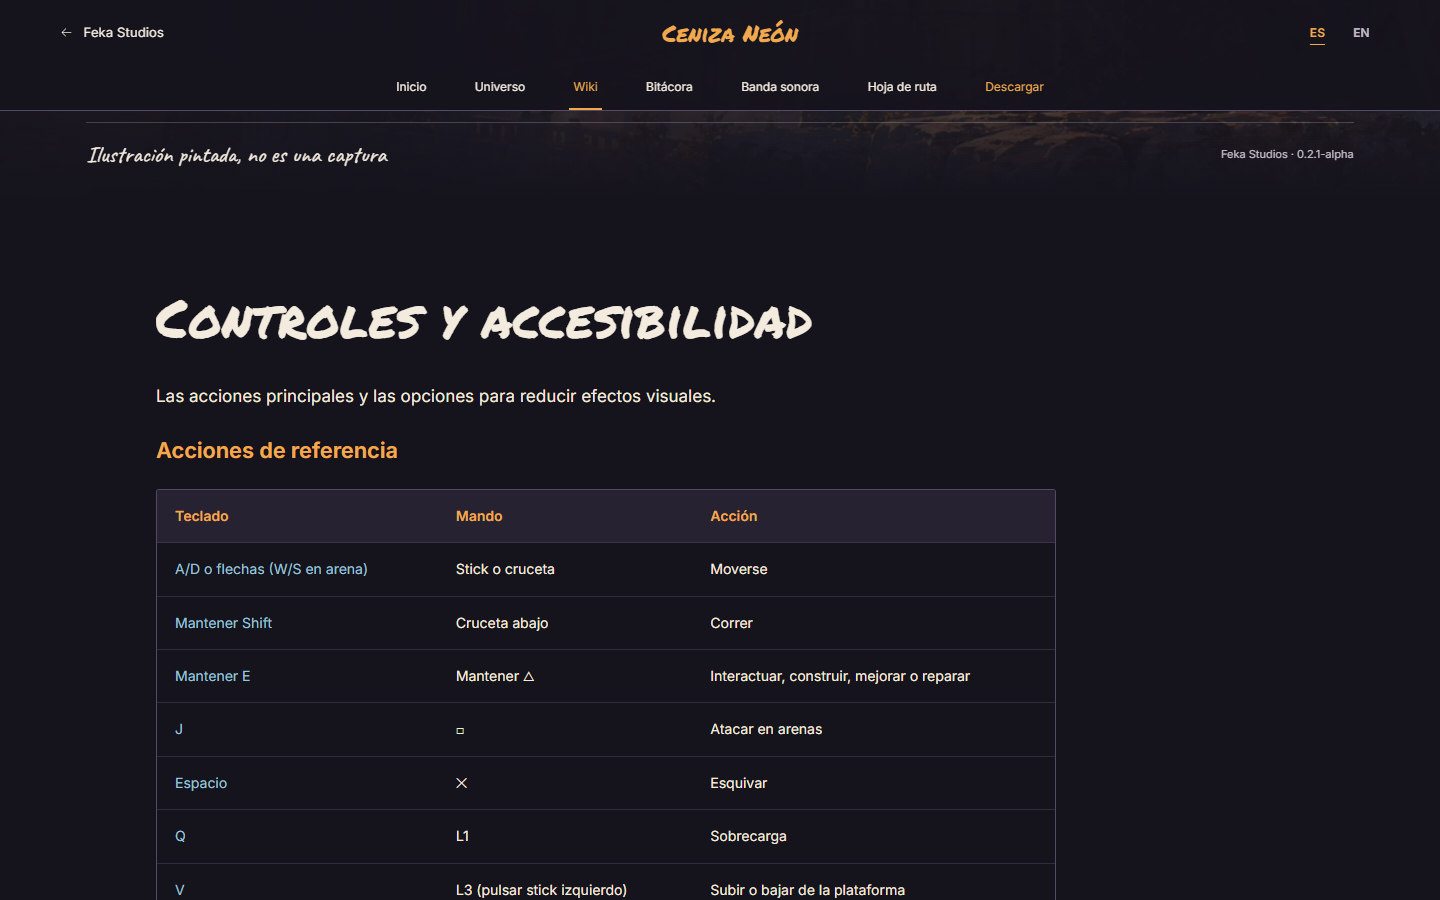 ← Feka Studios
Ceniza Neón
ES EN
Inicio Universo Wiki Bitácora Banda sonora Hoja de ruta Descargar
Ilustración pintada, no es una captura
Feka Studios · 0.2.1-alpha
Controles y accesibilidad
Las acciones principales y las opciones para reducir efectos visuales.
Acciones de referencia
Teclado Mando Acción
A/D o flechas (W/S en arena) Stick o cruceta Moverse
Mantener Shift Cruceta abajo Correr
Mantener E Mantener △ Interactuar, construir, mejorar o reparar
J □ Atacar en arenas
Espacio ✕ Esquivar
Q L1 Sobrecarga
V L3 (pulsar stick izquierdo) Subir o bajar de la plataforma